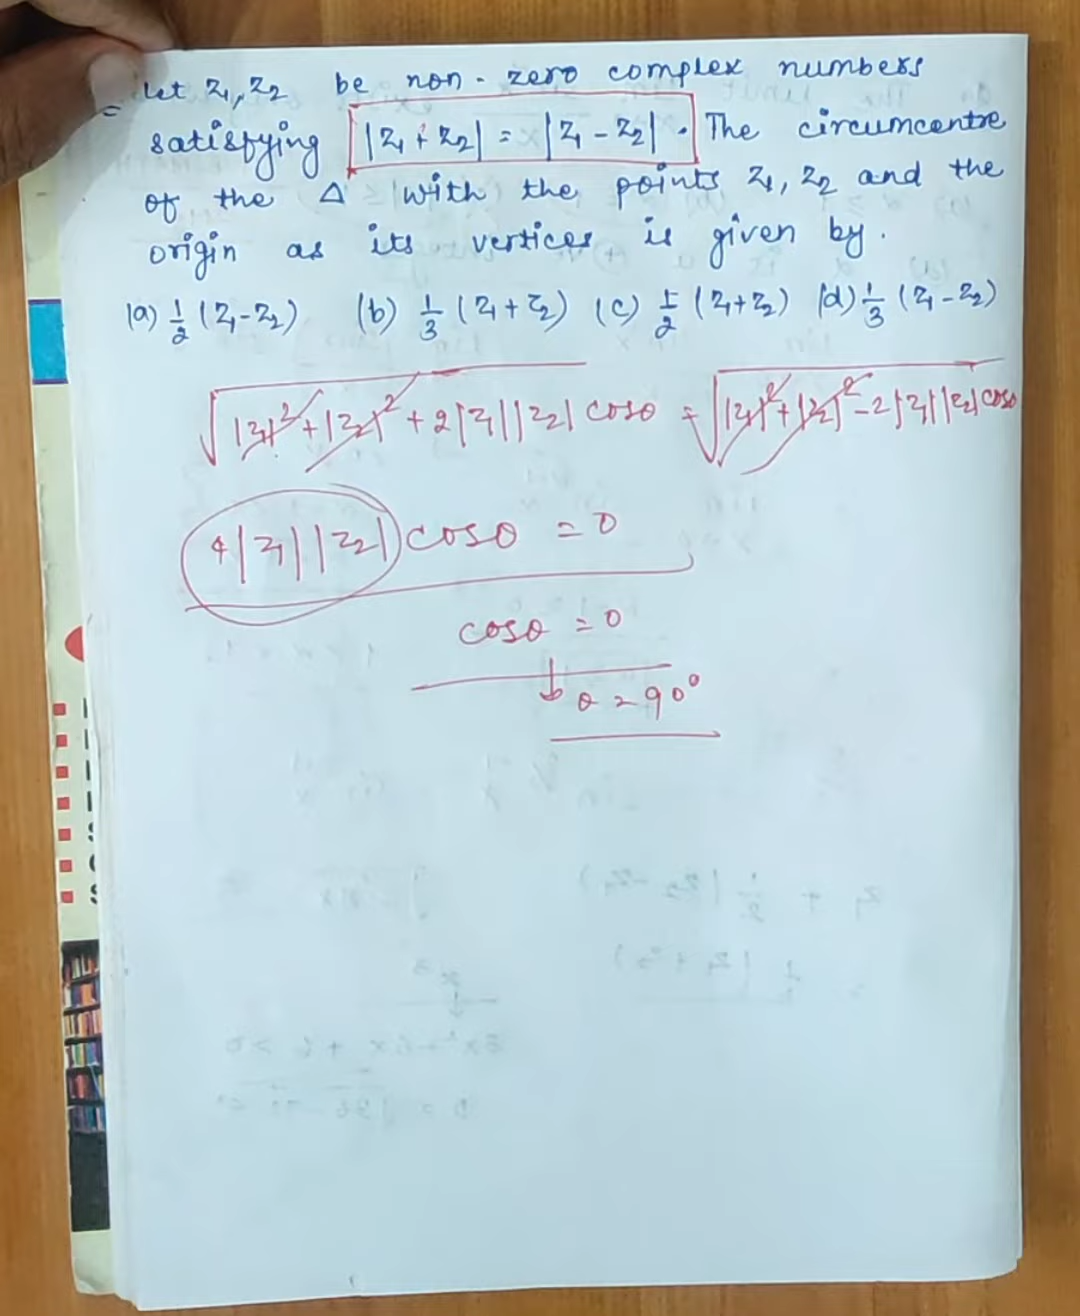 Let Z1, Z2 be non-zero complex numbers
satisfying |Z1 + Z2| = |Z1 - Z2|. The circumcentre
of the Δ with the points Z1, Z2 and the
origin as its vertices is given by.
(a) 1/2 (Z1-Z2) (b) 1/3 (Z1+Z2) (c) 1/2 (Z1+Z2) (d) 1/3 (Z1-Z2)
√|Z1|²+|Z2|²+2|Z1||Z2| cosθ = √|Z1|²+|Z2|²-2|Z1||Z2|cosθ
4|Z1||Z2| cosθ = 0
cosθ = 0
θ = 90°